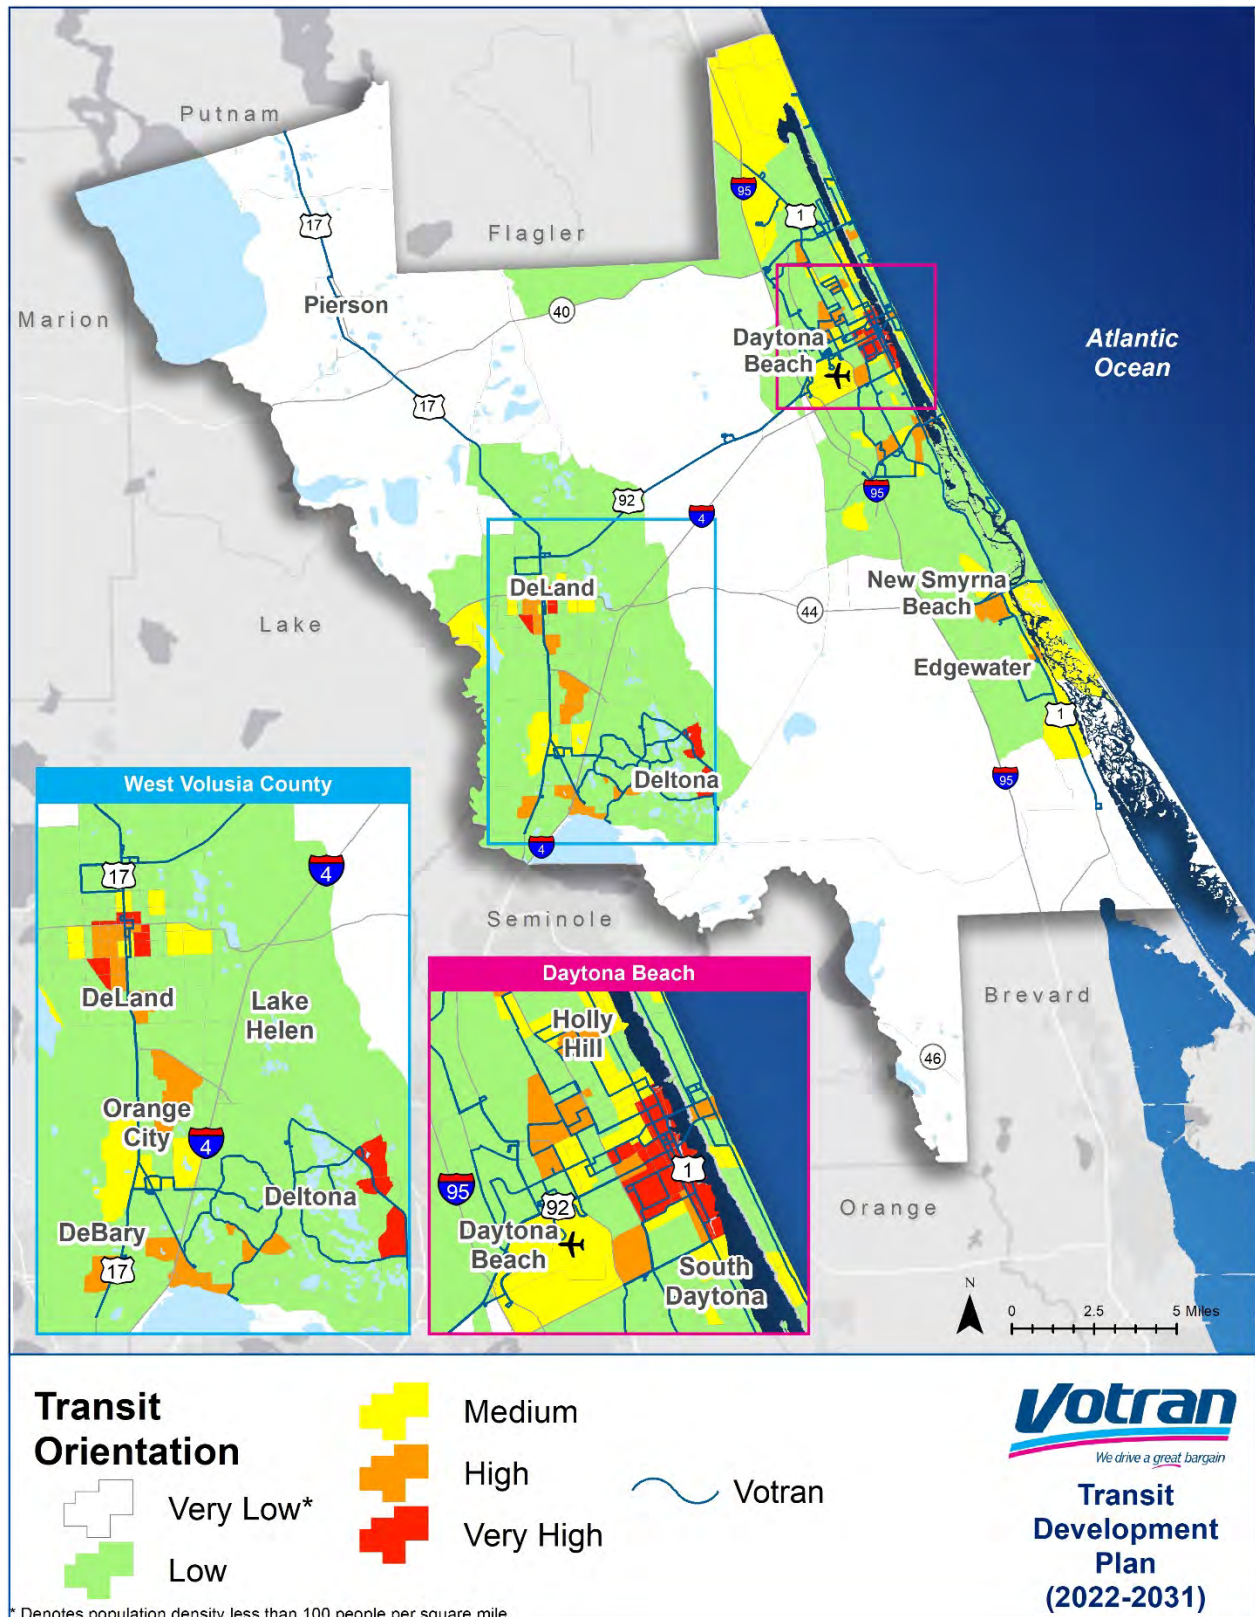 Putnam
95
1
17
Flagler
Pierson
Marion
40
Daytona
Beach
Atlantic
Ocean
17
92
4
95
DeLand
New Smyrna
Beach
44
Lake
Edgewater
1
Deltona
95
4
Seminole
Brevard
46
Orange
West Volusia County
17
4
DeLand
Lake
Helen
Orange
City
4
Deltona
DeBary
17
Daytona Beach
Holly
Hill
1
95
92
Daytona
Beach
South
Daytona
N
0 2.5 5 Miles
Transit
Orientation
Very Low*
Low
Medium
High
Very High
Votran
Votran
We drive a great bargain
Transit
Development
Plan
(2022-2031)
* Denotes population density less than 100 people per square mile